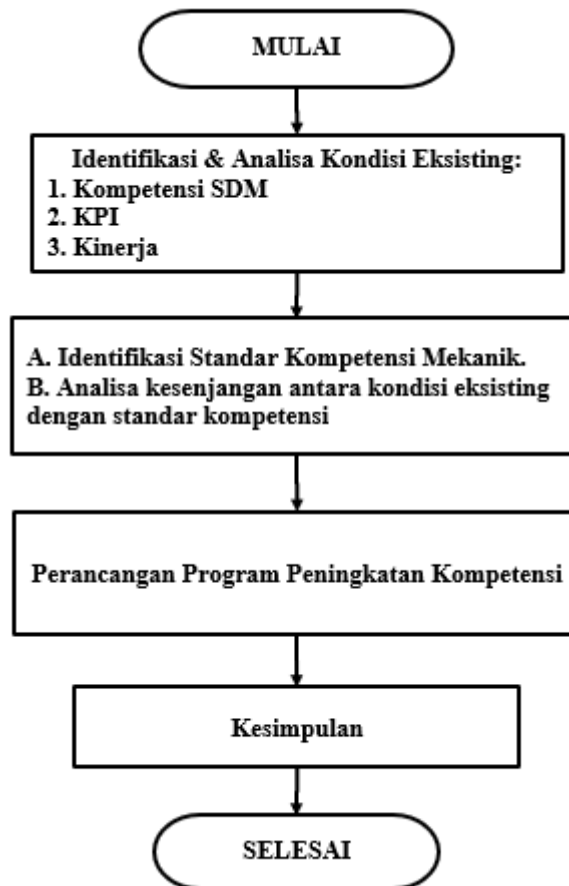 MULAI
Identifikasi & Analisa Kondisi Eksisting:
1. Kompetensi SDM
2. KPI
3. Kinerja
A. Identifikasi Standar Kompetensi Mekanik.
B. Analisa kesenjangan antara kondisi eksisting
dengan standar kompetensi
Perancangan Program Peningkatan Kompetensi
Kesimpulan
SELESAI